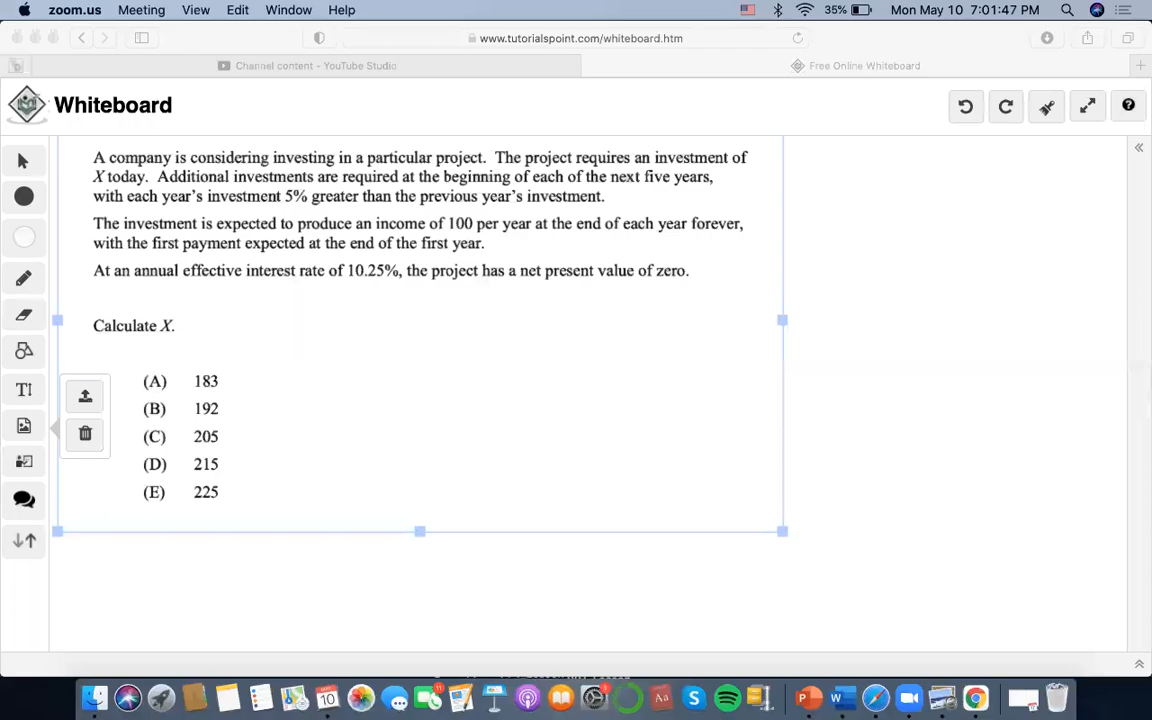 zoom.us Meeting View Edit Window Help 35% Mon May 10 7:01:47 PM
www.tutorialspoint.com/whiteboard.htm
Channel content - YouTube Studio Free Online Whiteboard
Whiteboard
A company is considering investing in a particular project. The project requires an investment of
X today. Additional investments are required at the beginning of each of the next five years,
with each year's investment 5% greater than the previous year's investment.
The investment is expected to produce an income of 100 per year at the end of each year forever,
with the first payment expected at the end of the first year.
At an annual effective interest rate of 10.25%, the project has a net present value of zero.
Calculate X.
(A) 183
(B) 192
(C) 205
(D) 215
(E) 225